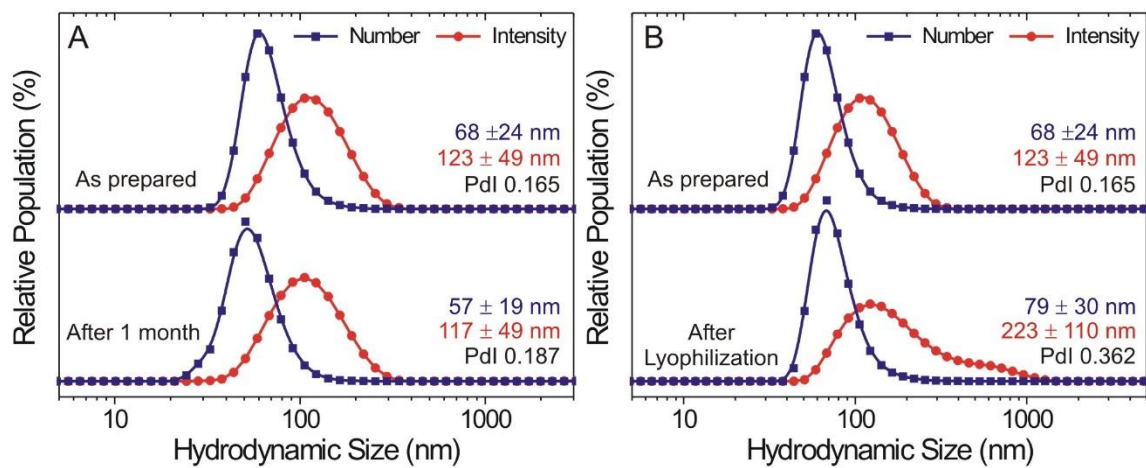 A
Number
Intensity
Relative Population (%)
68 ±24 nm
123 ± 49 nm
PdI 0.165
As prepared
57 ± 19 nm
117 ± 49 nm
PdI 0.187
After 1 month
10
100
1000
Hydrodynamic Size (nm)
B
Number
Intensity
Relative Population (%)
68 ±24 nm
123 ± 49 nm
PdI 0.165
As prepared
79 ± 30 nm
223 ± 110 nm
PdI 0.362
After
Lyophilization
10
100
1000
Hydrodynamic Size (nm)